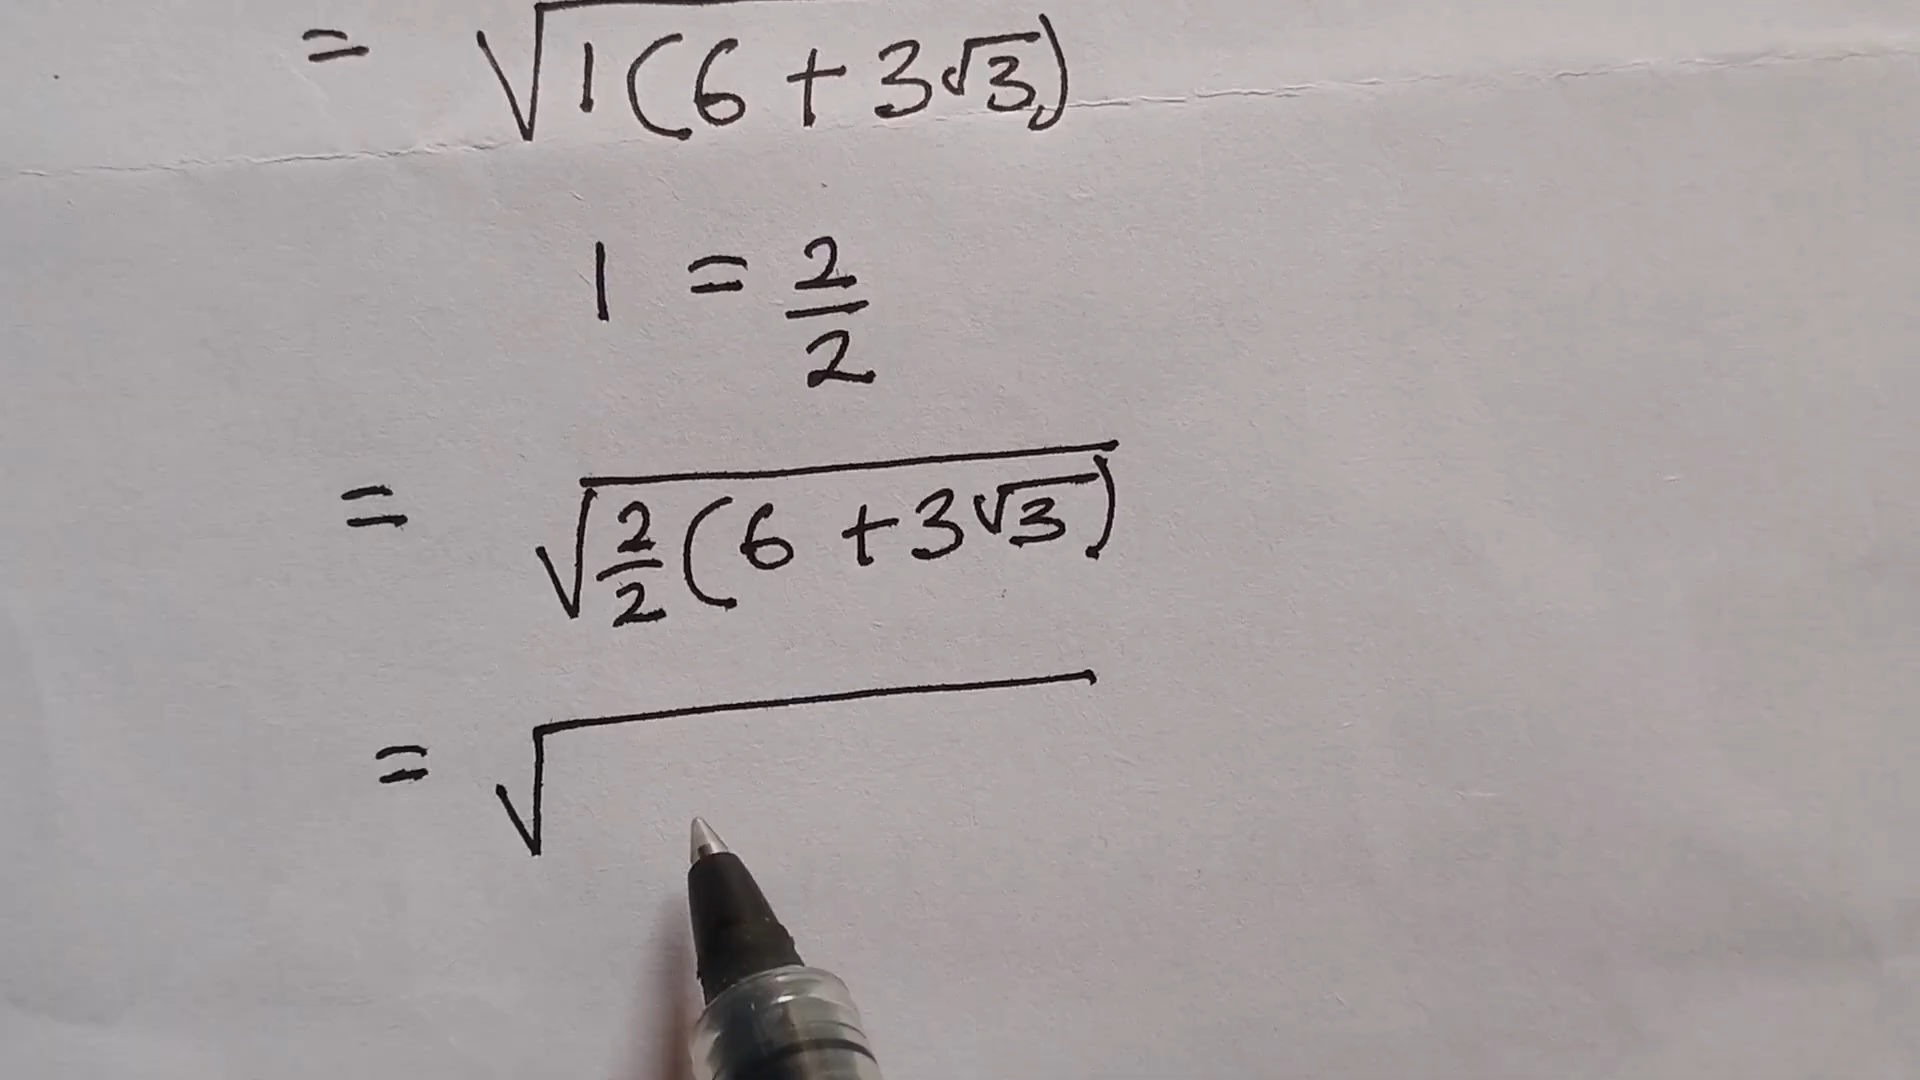 = √1(6 + 3√3)
1 = 2/2
= √2/2(6 + 3√3)
= √